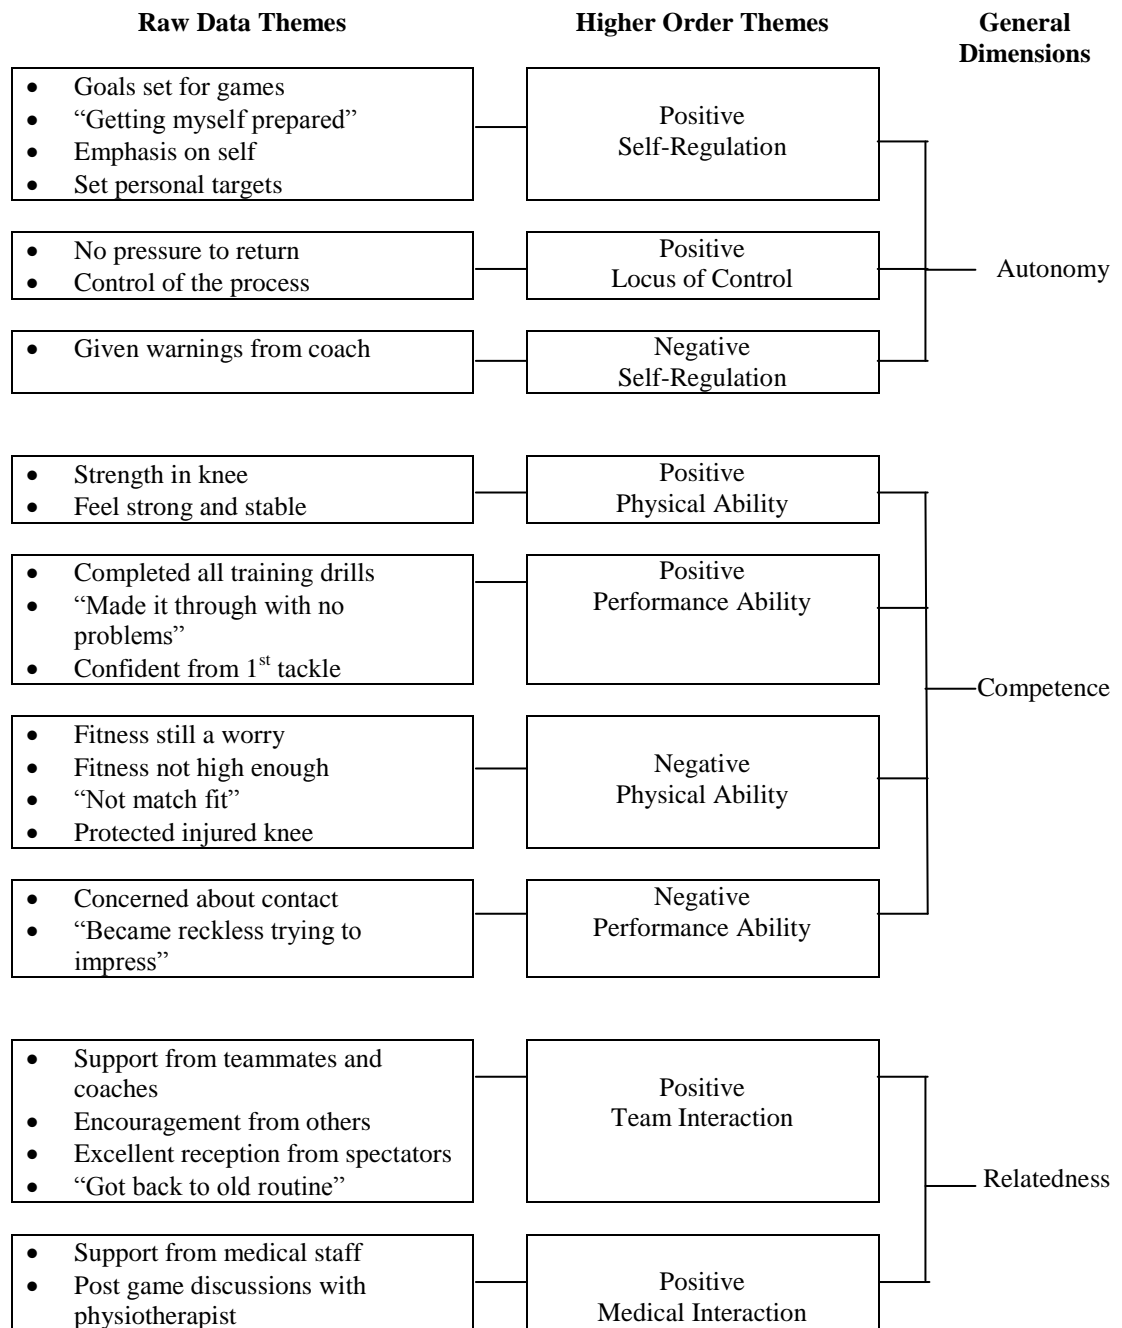 Raw Data Themes Higher Order Themes General
Dimensions
• Goals set for games
• “Getting myself prepared”
• Emphasis on self
• Set personal targets
Positive
Self-Regulation
• No pressure to return
• Control of the process
Positive
Locus of Control
Autonomy
• Given warnings from coach
Negative
Self-Regulation
• Strength in knee
• Feel strong and stable
Positive
Physical Ability
• Completed all training drills
• “Made it through with no
problems”
• Confident from 1st tackle
Positive
Performance Ability
Competence
• Fitness still a worry
• Fitness not high enough
• “Not match fit”
• Protected injured knee
Negative
Physical Ability
• Concerned about contact
• “Became reckless trying to
impress”
Negative
Performance Ability
• Support from teammates and
coaches
• Encouragement from others
• Excellent reception from spectators
• “Got back to old routine”
Positive
Team Interaction
Relatedness
• Support from medical staff
• Post game discussions with
physiotherapist
Positive
Medical Interaction